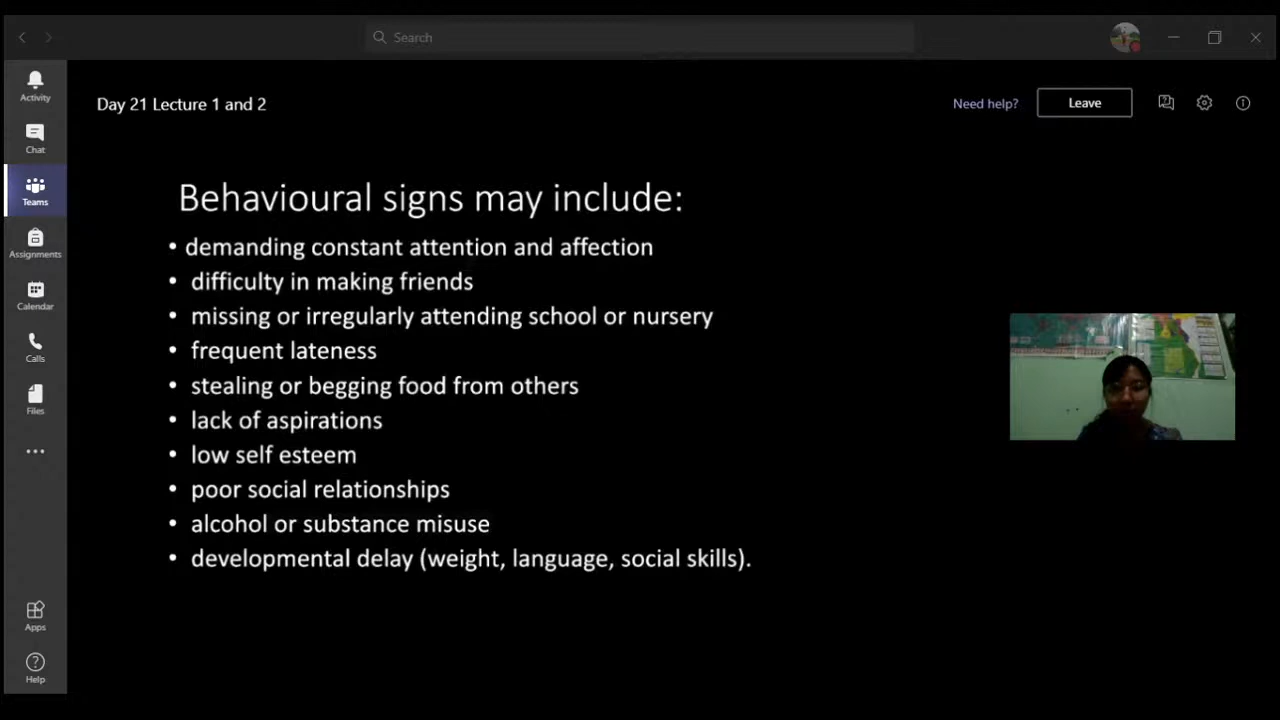 Search
Activity
Chat
Teams
Assignments
Calendar
Calls
Files
Apps
Help
Day 21 Lecture 1 and 2
Need help?
Leave
Behavioural signs may include:
• demanding constant attention and affection
• difficulty in making friends
• missing or irregularly attending school or nursery
• frequent lateness
• stealing or begging food from others
• lack of aspirations
• low self esteem
• poor social relationships
• alcohol or substance misuse
• developmental delay (weight, language, social skills).